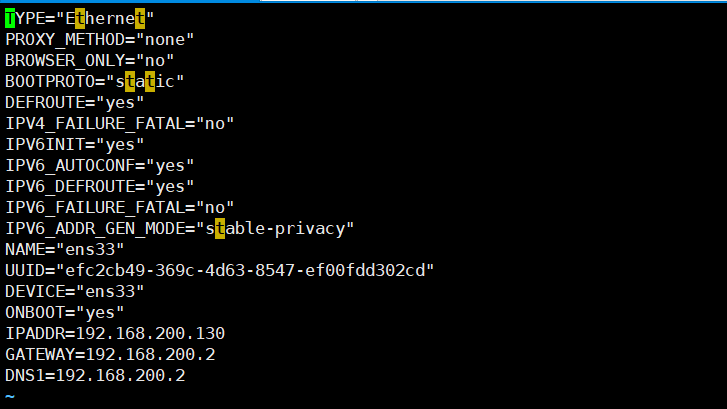 TYPE="Ethernet"
PROXY_METHOD="none"
BROWSER_ONLY="no"
BOOTPROTO="static"
DEFROUTE="yes"
IPV4_FAILURE_FATAL="no"
IPV6INIT="yes"
IPV6_AUTOCONF="yes"
IPV6_DEFROUTE="yes"
IPV6_FAILURE_FATAL="no"
IPV6_ADDR_GEN_MODE="stable-privacy"
NAME="ens33"
UUID="efc2cb49-369c-4d63-8547-ef00fdd302cd"
DEVICE="ens33"
ONBOOT="yes"
IPADDR=192.168.200.130
GATEWAY=192.168.200.2
DNS1=192.168.200.2
~